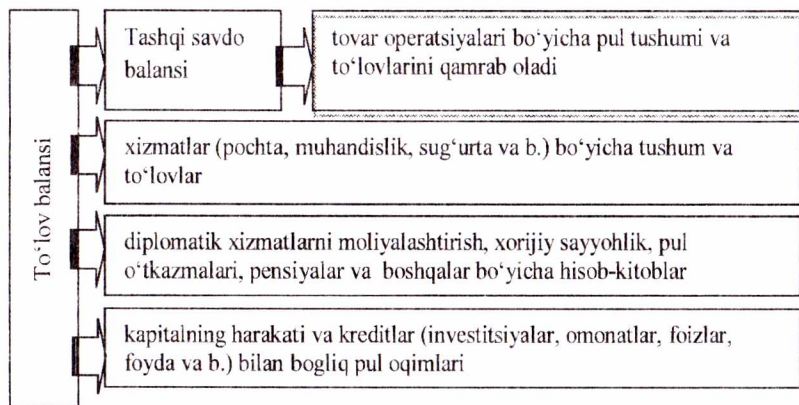 To‘lov balansi
Tashqi savdo
balansi
tovar operatsiyalari bo‘yicha pul tushumi va
to‘lovlarini qamrab oladi
xizmatlar (pochta, muhandislik, sug‘urta va b.) bo‘yicha tushum va
to‘lovlar
diplomatik xizmatlarni moliyalashtirish, xorijiy sayyohlik, pul
o‘tkazmalari, pensiyalar va boshqalar bo‘yicha hisob-kitoblar
kapitalning harakati va kreditlar (investitsiyalar, omonatlar, foizlar,
foyda va b.) bilan bogliq pul oqimlari